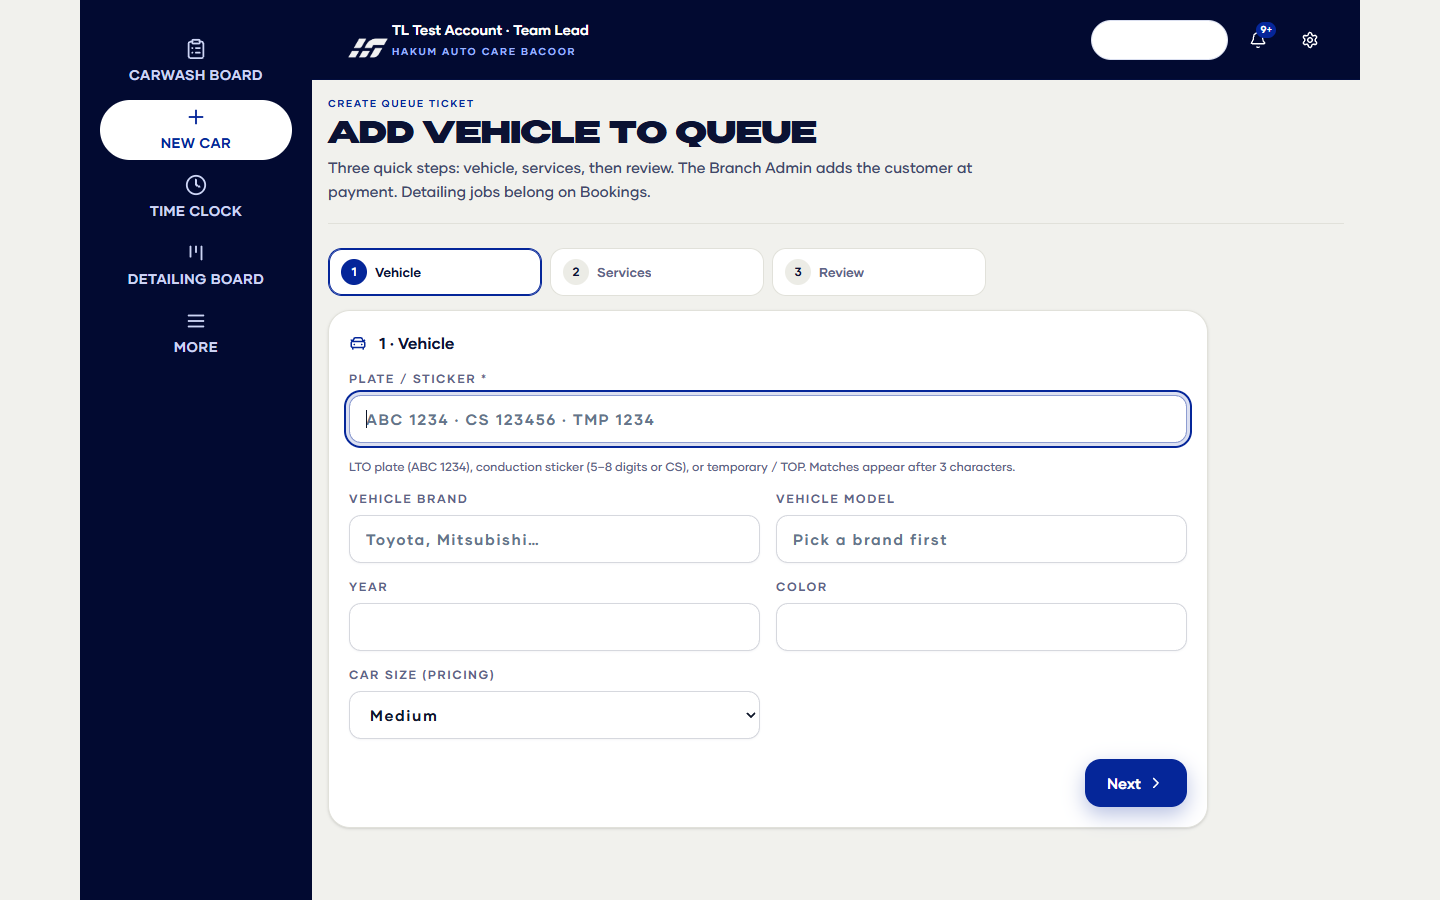 TL Test Account · Team Lead
HAKUM AUTO CARE BACOOR
9+
CARWASH BOARD
NEW CAR
TIME CLOCK
DETAILING BOARD
MORE
CREATE QUEUE TICKET
ADD VEHICLE TO QUEUE
Three quick steps: vehicle, services, then review. The Branch Admin adds the customer at
payment. Detailing jobs belong on Bookings.
1 Vehicle
2 Services
3 Review
1 · Vehicle
PLATE / STICKER *
ABC 1234 · CS 123456 · TMP 1234
LTO plate (ABC 1234), conduction sticker (5–8 digits or CS), or temporary / TOP. Matches appear after 3 characters.
VEHICLE BRAND
Toyota, Mitsubishi…
VEHICLE MODEL
Pick a brand first
YEAR
COLOR
CAR SIZE (PRICING)
Medium
Next